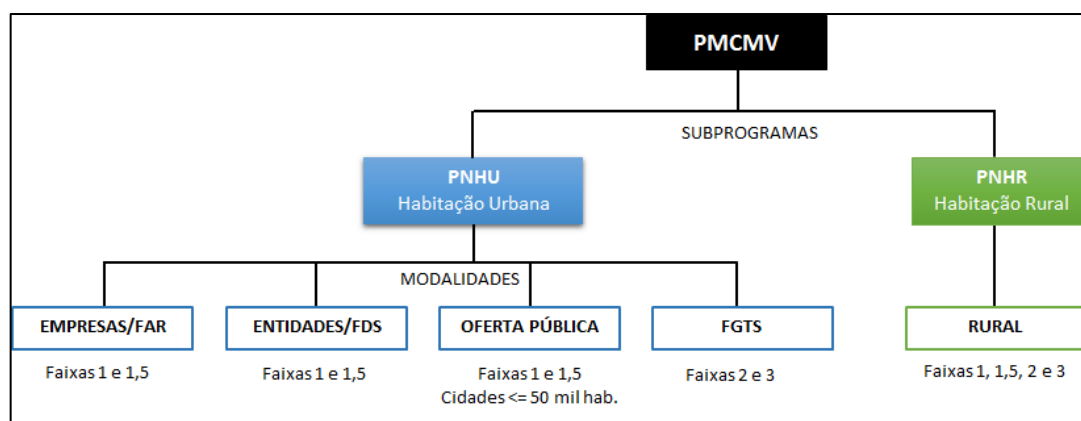 PMCMV
SUBPROGRAMAS
PNHU
Habitação Urbana
PNHR
Habitação Rural
MODALIDADES
EMPRESAS/FAR
ENTIDADES/FDS
OFERTA PÚBLICA
FGTS
RURAL
Faixas 1 e 1,5
Faixas 1 e 1,5
Faixas 1 e 1,5
Cidades <= 50 mil hab.
Faixas 2 e 3
Faixas 1, 1,5, 2 e 3